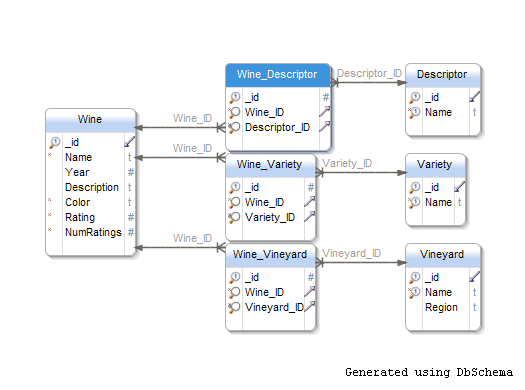 Wine_Descriptor
_id #
Wine_ID
Descriptor_ID
Descriptor_ID
Descriptor
_id
Name t
Wine
_id
Name t
Year #
Description t
Color t
Rating #
NumRatings #
Wine_ID
Wine_ID
Wine_Variety
_id #
Wine_ID
Variety_ID
Variety_ID
Variety
_id
Name t
Wine_ID
Wine_Vineyard
_id #
Wine_ID
Vineyard_ID
Vineyard_ID
Vineyard
_id
Name t
Region t
Generated using DbSchema